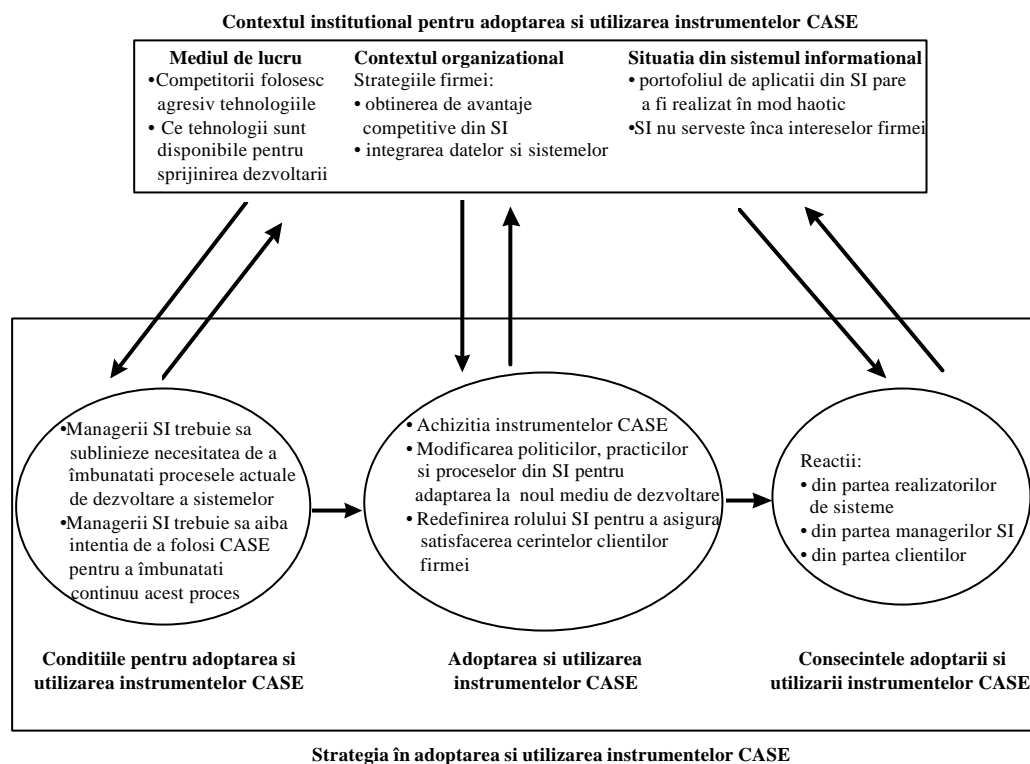 Contextul institutional pentru adoptarea si utilizarea instrumentelor CASE
Mediul de lucru
•Competitorii folosesc
agresiv tehnologiile
• Ce tehnologii sunt
disponibile pentru
sprijinirea dezvoltarii
Contextul organizational
Strategiile firmei:
• obtinerea de avantaje
competitive din SI
• integrarea datelor si sistemelor
Situatia din sistemul informational
• portofoliul de aplicatii din SI pare
a fi realizat în mod haotic
•SI nu serveste înca intereselor firmei
•Managerii SI trebuie sa
sublinieze necesitatea de a
îmbunatati procesele actuale
de dezvoltare a sistemelor
•Managerii SI trebuie sa aiba
intentia de a folosi CASE
pentru a îmbunatati
continuu acest proces
• Achizitia instrumentelor CASE
• Modificarea politicilor, practicilor
si proceselor din SI pentru
adaptarea la noul mediu de dezvoltare
• Redefinirea rolului SI pentru a asigura
satisfacerea cerintelor clientilor
firmei
Reactii:
• din partea realizatorilor
de sisteme
• din partea managerilor SI
• din partea clientilor
Conditiile pentru adoptarea si
utilizarea instrumentelor CASE
Adoptarea si utilizarea
instrumentelor CASE
Consecintele adoptarii si
utilizarii instrumentelor CASE
Strategia în adoptarea si utilizarea instrumentelor CASE